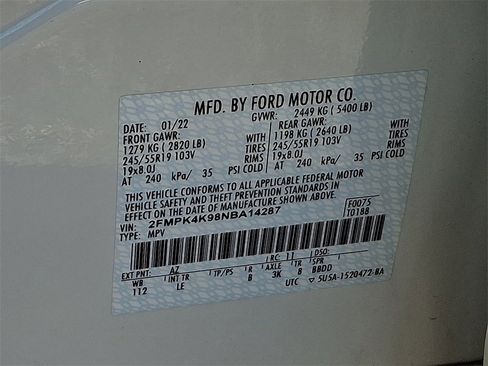 MFD. BY FORD MOTOR CO.
DATE: 01/22 GVWR: 2449 KG ( 5400 LB)
FRONT GAWR: REAR GAWR:
1279 KG ( 2820 LB) WITH 1198 KG ( 2640 LB) WITH
245/55R19 103V TIRES 245/55R19 103V TIRES
19x8.0J RIMS 19x8.0J RIMS
AT 240 kPa/ 35 PSI COLD AT 240 kPa/ 35 PSI COLD
THIS VEHICLE CONFORMS TO ALL APPLICABLE FEDERAL MOTOR
VEHICLE SAFETY AND THEFT PREVENTION STANDARDS IN
EFFECT ON THE DATE OF MANUFACTURE SHOWN ABOVE.
VIN: 2FMPK4K98NBA14287 F0075
TYPE: MPV T0188
EXT PNT: AZ RC: 11 DSO:
WB INT TR TP/PS R AXLE TR SPR
112 LE B 3K B BBDD
UTC 5U5A-1520472-BA